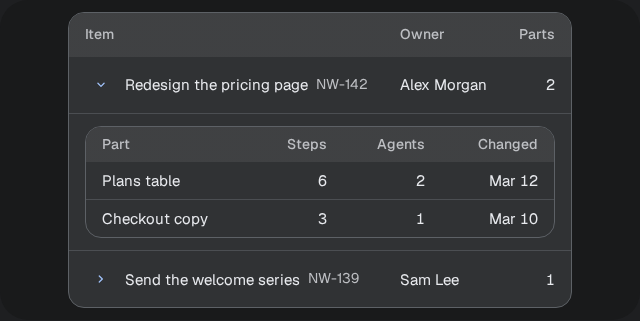 Item Owner Parts
Redesign the pricing page NW-142 Alex Morgan 2
Part Steps Agents Changed
Plans table 6 2 Mar 12
Checkout copy 3 1 Mar 10
Send the welcome series NW-139 Sam Lee 1